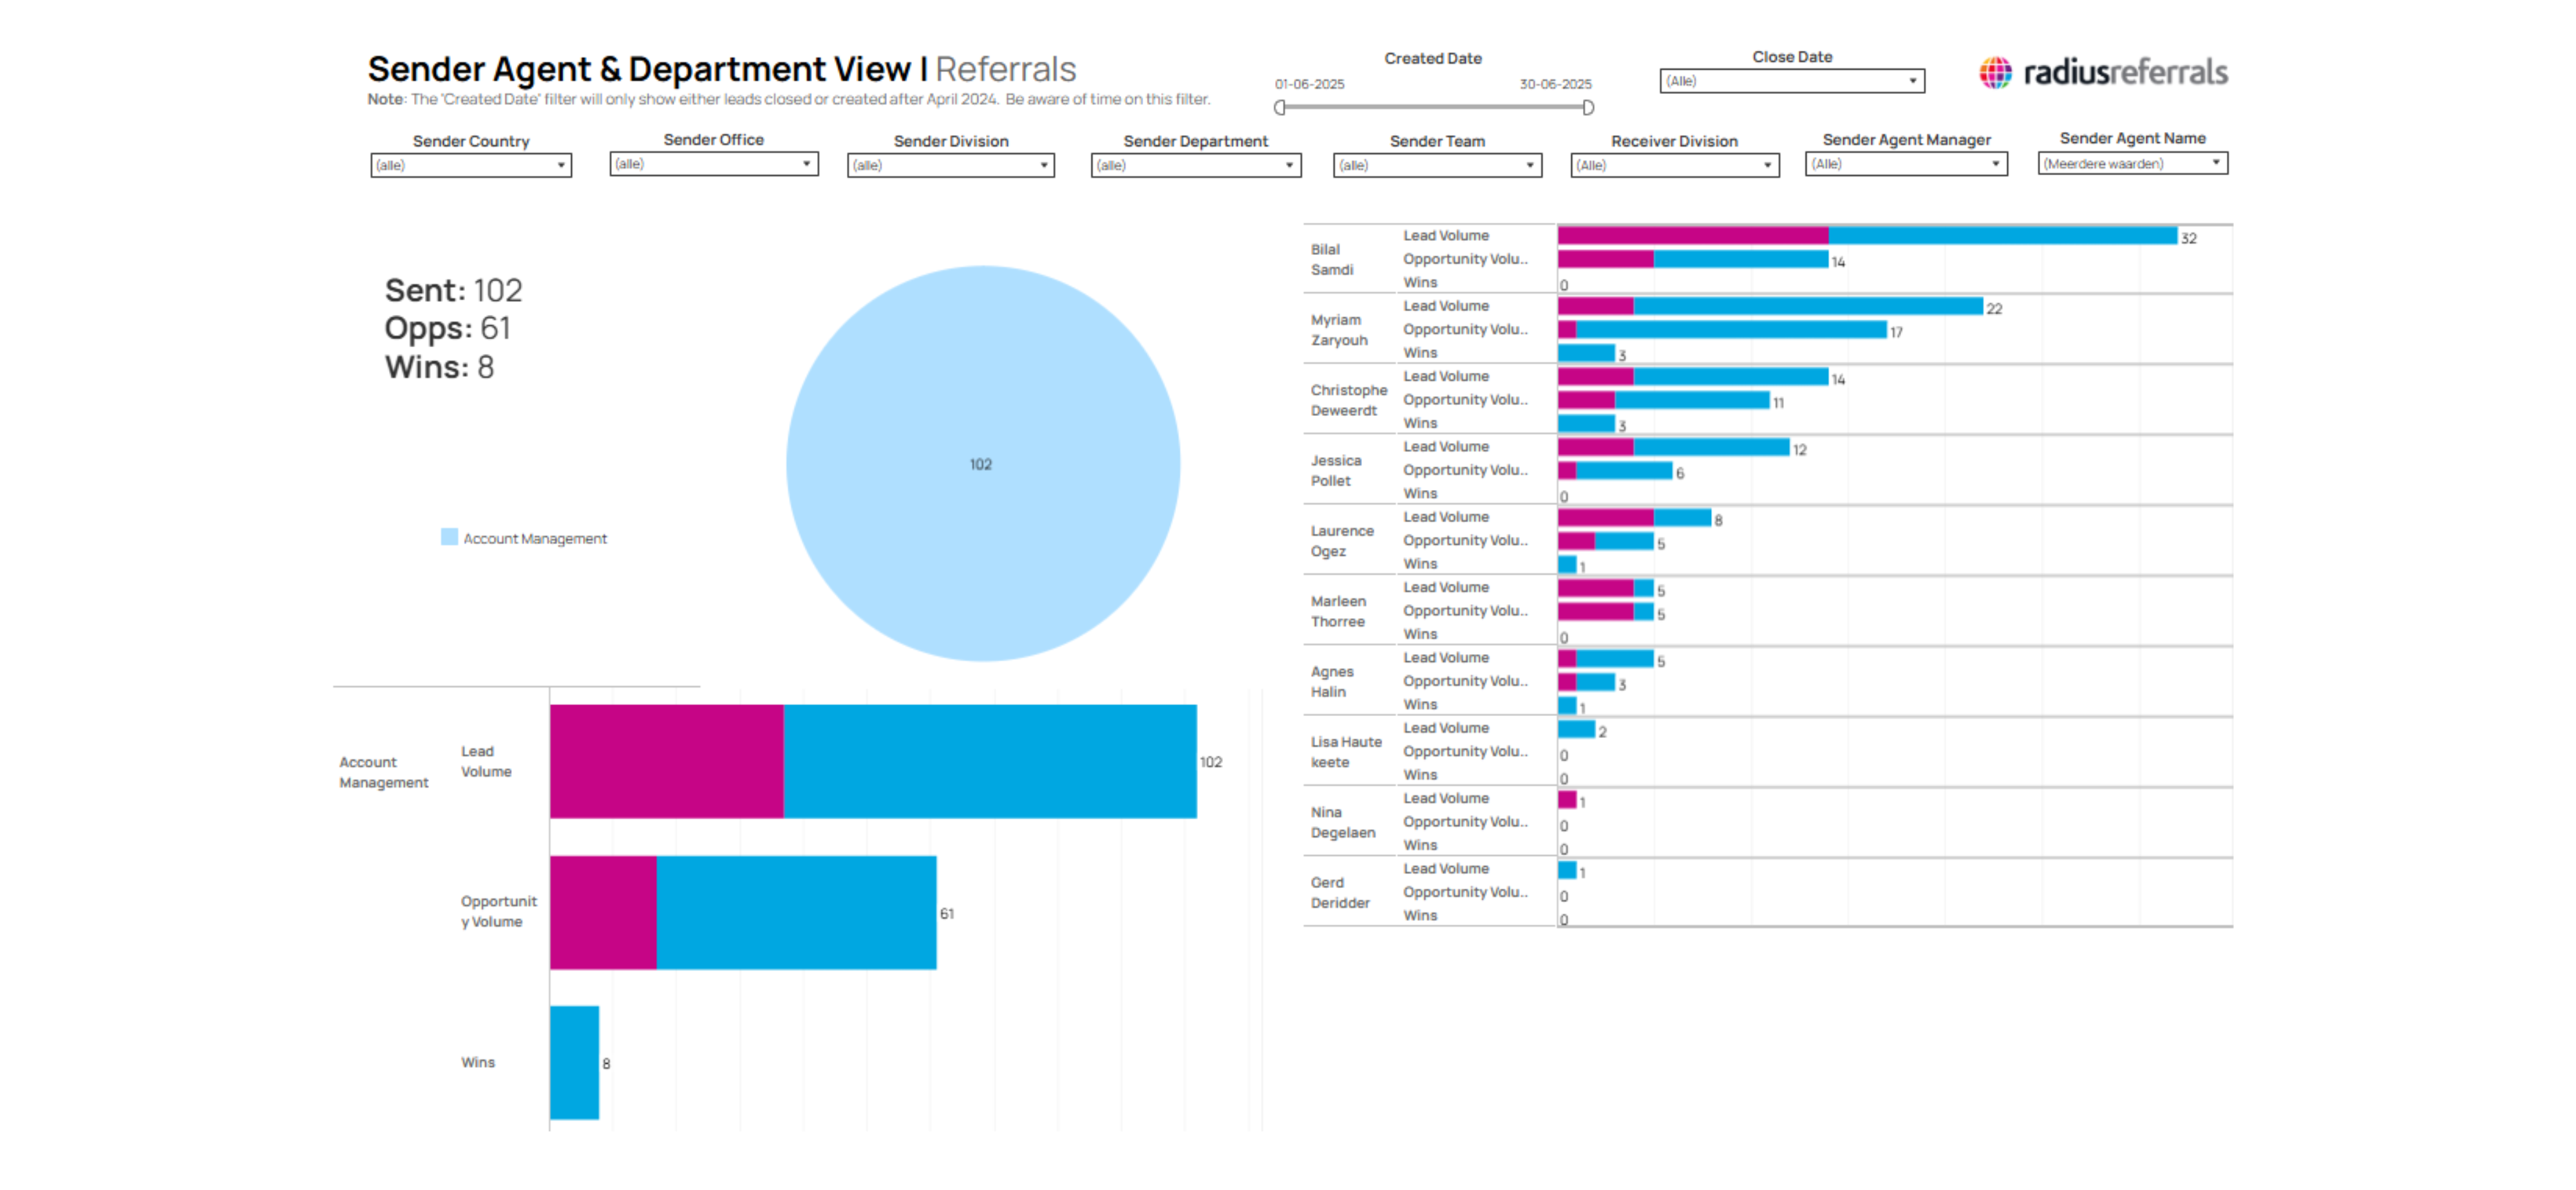 Sender Agent & Department View | Referrals
Note: The 'Created Date' filter will only show either leads closed or created after April 2024. Be aware of time on this filter.
Created Date
01-06-2025 30-06-2025
Close Date
(Alle)
radiusreferrals
Sender Country
(alle)
Sender Office
(alle)
Sender Division
(alle)
Sender Department
(alle)
Sender Team
(alle)
Receiver Division
(Alle)
Sender Agent Manager
(Alle)
Sender Agent Name
(Meerdere waarden)
Sent: 102
Opps: 61
Wins: 8
102
Account Management
Account
Management
Lead
Volume
102
Opportunit
y Volume
61
Wins
8
Bilal
Samdi
Lead Volume 32
Opportunity Volu.. 14
Wins 0
Myriam
Zaryouh
Lead Volume 22
Opportunity Volu.. 17
Wins 3
Christophe
Deweerdt
Lead Volume 14
Opportunity Volu.. 11
Wins 3
Jessica
Pollet
Lead Volume 12
Opportunity Volu.. 6
Wins 0
Laurence
Ogez
Lead Volume 8
Opportunity Volu.. 5
Wins 1
Marleen
Thorree
Lead Volume 5
Opportunity Volu.. 5
Wins 0
Agnes
Halin
Lead Volume 5
Opportunity Volu.. 3
Wins 1
Lisa Haute
keete
Lead Volume 2
Opportunity Volu.. 0
Wins 0
Nina
Degelaen
Lead Volume 1
Opportunity Volu.. 0
Wins 0
Gerd
Deridder
Lead Volume 1
Opportunity Volu.. 0
Wins 0